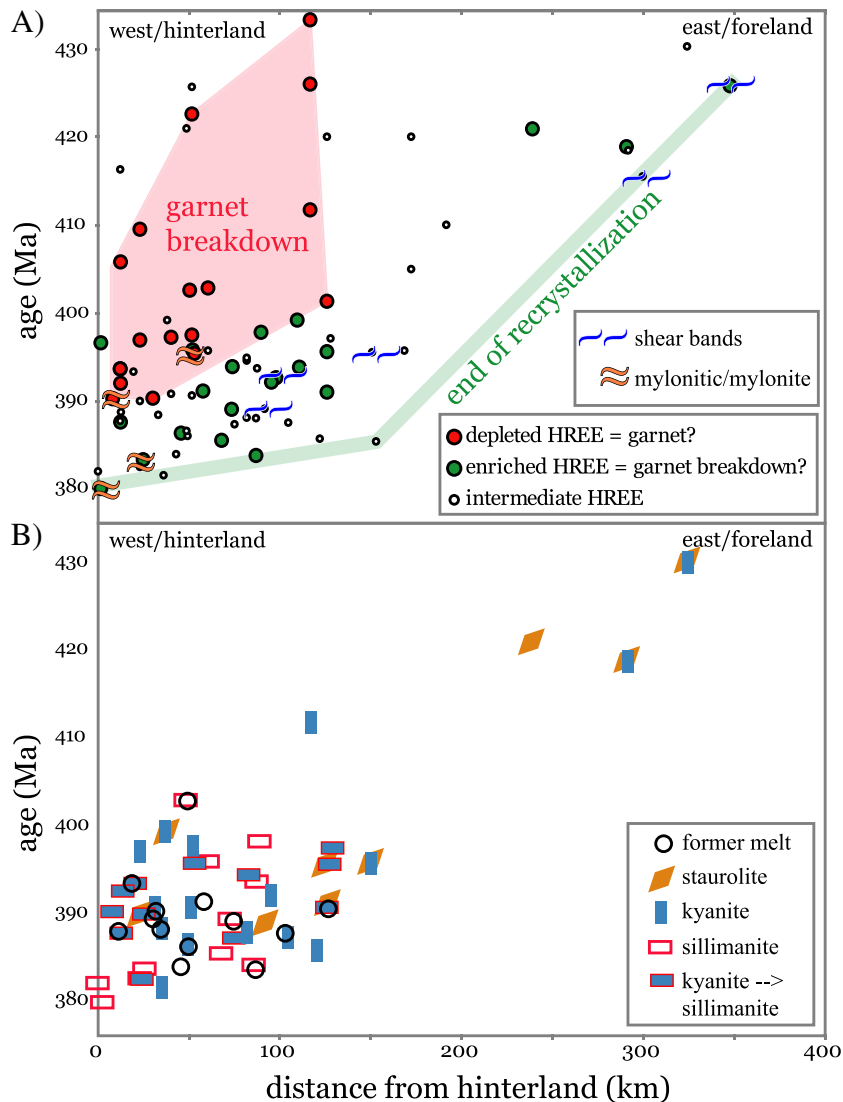 A)
west/hinterland
east/foreland
430
420
410
400
390
380
age (Ma)
garnet
breakdown
end of recrystallization
shear bands
mylonitic/mylonite
depleted HREE = garnet?
enriched HREE = garnet breakdown?
intermediate HREE
B)
west/hinterland
east/foreland
430
420
410
400
390
380
age (Ma)
former melt
staurolite
kyanite
sillimanite
kyanite -->
sillimanite
0
100
200
300
400
distance from hinterland (km)